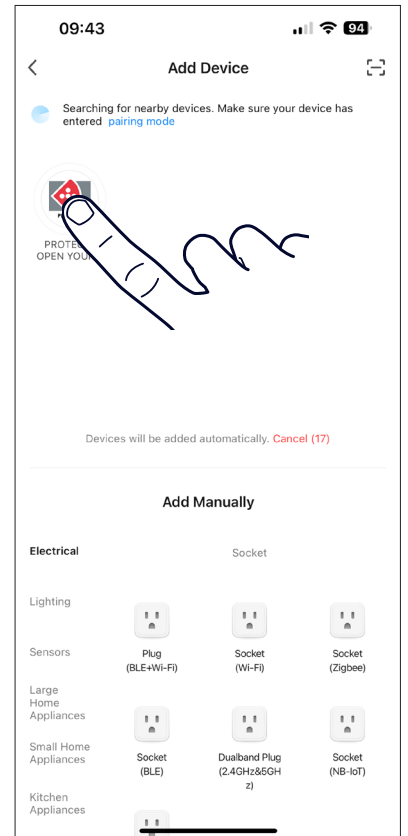 09:43
94
Add Device
Searching for nearby devices. Make sure your device has
entered pairing mode
OPEN
Devices will be added automatically. Cancel (17)
Add Manually
Electrical
Socket
Lighting
Sensors
Large
Home
Appliances
Small Home
Appliances
Kitchen
Appliances
Plug
(BLE+Wi-Fi)
Socket
(Wi-Fi)
Socket
(Zigbee)
Socket
(BLE)
Dualband Plug
(2.4GHz&5GH
z)
Socket
(NB-IoT)